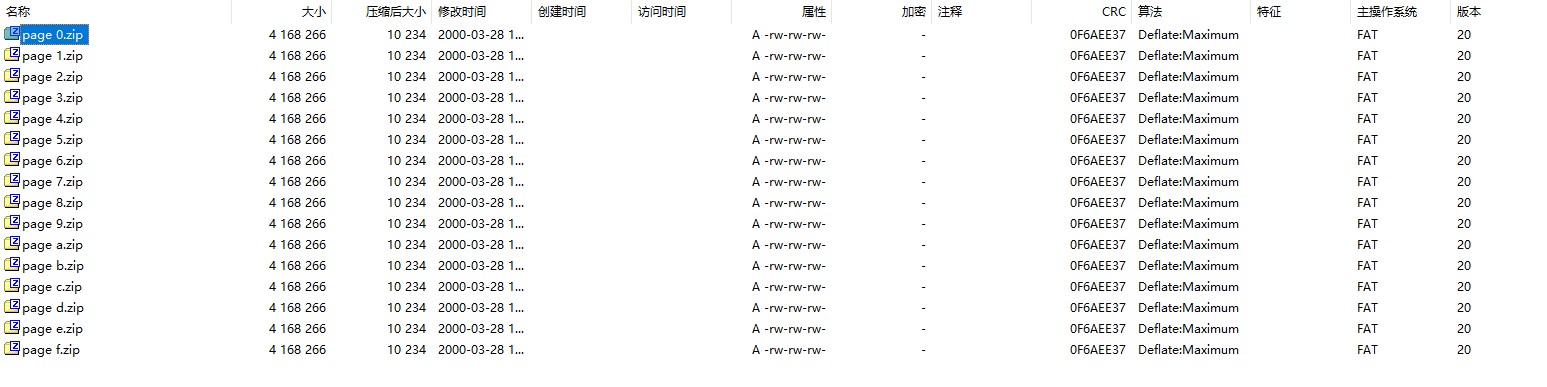 名称 大小 压缩后大小 修改时间 创建时间 访问时间 属性 加密 注释 CRC 算法 特征 主操作系统 版本
page 0.zip 4 168 266 10 234 2000-03-28 1... A -rw-rw-rw- - 0F6AEE37 Deflate:Maximum FAT 20
page 1.zip 4 168 266 10 234 2000-03-28 1... A -rw-rw-rw- - 0F6AEE37 Deflate:Maximum FAT 20
page 2.zip 4 168 266 10 234 2000-03-28 1... A -rw-rw-rw- - 0F6AEE37 Deflate:Maximum FAT 20
page 3.zip 4 168 266 10 234 2000-03-28 1... A -rw-rw-rw- - 0F6AEE37 Deflate:Maximum FAT 20
page 4.zip 4 168 266 10 234 2000-03-28 1... A -rw-rw-rw- - 0F6AEE37 Deflate:Maximum FAT 20
page 5.zip 4 168 266 10 234 2000-03-28 1... A -rw-rw-rw- - 0F6AEE37 Deflate:Maximum FAT 20
page 6.zip 4 168 266 10 234 2000-03-28 1... A -rw-rw-rw- - 0F6AEE37 Deflate:Maximum FAT 20
page 7.zip 4 168 266 10 234 2000-03-28 1... A -rw-rw-rw- - 0F6AEE37 Deflate:Maximum FAT 20
page 8.zip 4 168 266 10 234 2000-03-28 1... A -rw-rw-rw- - 0F6AEE37 Deflate:Maximum FAT 20
page 9.zip 4 168 266 10 234 2000-03-28 1... A -rw-rw-rw- - 0F6AEE37 Deflate:Maximum FAT 20
page a.zip 4 168 266 10 234 2000-03-28 1... A -rw-rw-rw- - 0F6AEE37 Deflate:Maximum FAT 20
page b.zip 4 168 266 10 234 2000-03-28 1... A -rw-rw-rw- - 0F6AEE37 Deflate:Maximum FAT 20
page c.zip 4 168 266 10 234 2000-03-28 1... A -rw-rw-rw- - 0F6AEE37 Deflate:Maximum FAT 20
page d.zip 4 168 266 10 234 2000-03-28 1... A -rw-rw-rw- - 0F6AEE37 Deflate:Maximum FAT 20
page e.zip 4 168 266 10 234 2000-03-28 1... A -rw-rw-rw- - 0F6AEE37 Deflate:Maximum FAT 20
page f.zip 4 168 266 10 234 2000-03-28 1... A -rw-rw-rw- - 0F6AEE37 Deflate:Maximum FAT 20